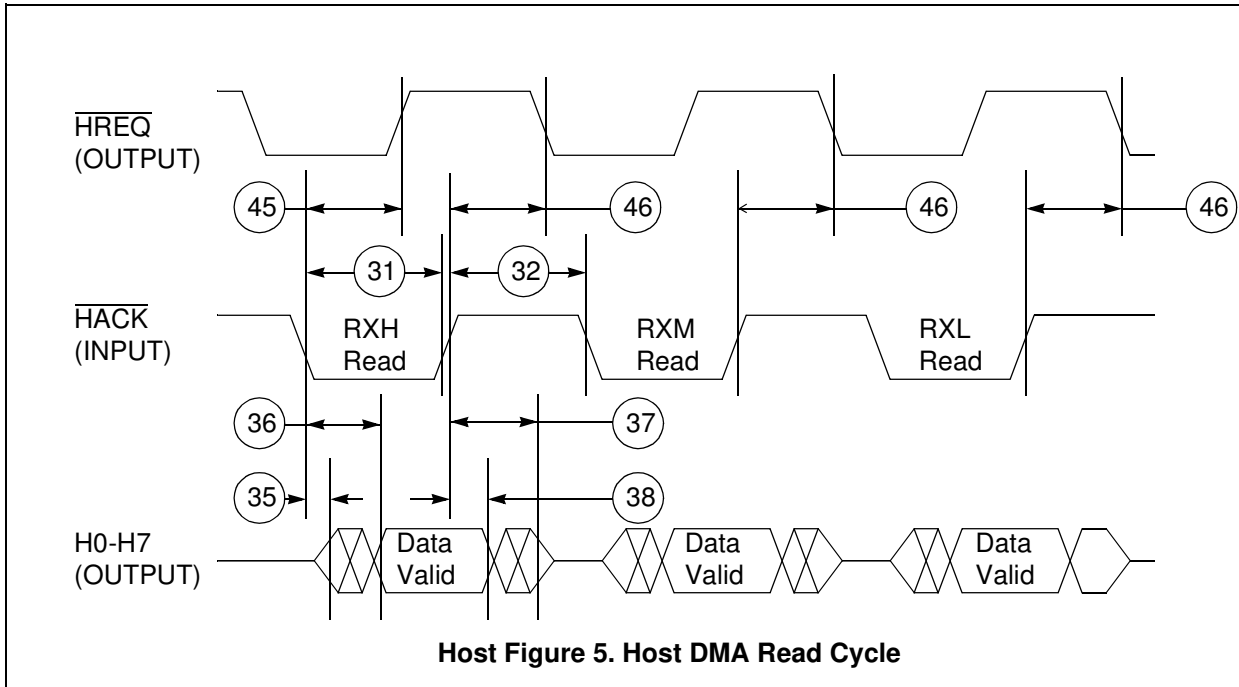 HREQ
(OUTPUT)
45
46
46
46
31
32
HACK
(INPUT)
RXH
Read
RXM
Read
RXL
Read
36
37
35
38
H0-H7
(OUTPUT)
Data
Valid
Data
Valid
Data
Valid
Host Figure 5. Host DMA Read Cycle